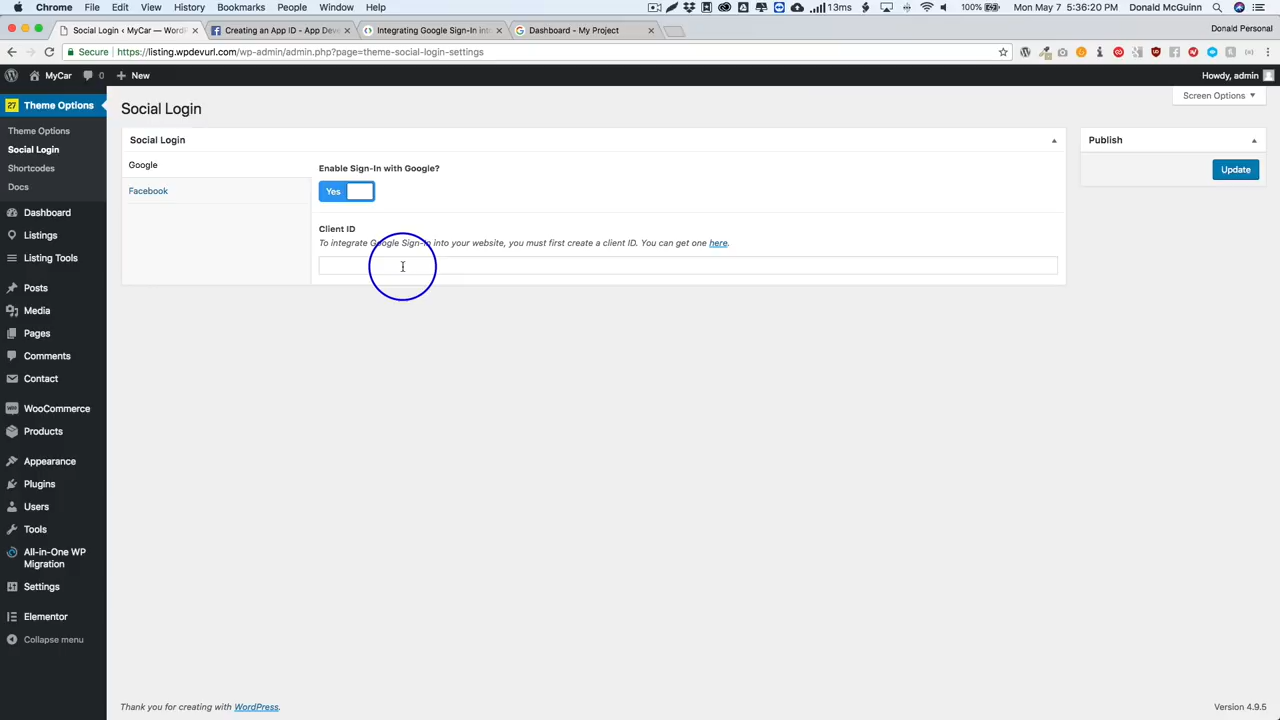 Chrome File Edit View History Bookmarks People Window Help 13ms 100% Mon May 7 5:36:20 PM Donald McGuinn
Social Login ‹ MyCar — WordP Creating an App ID - App Deve Integrating Google Sign-In into Dashboard - My Project Donald Personal
Secure https://listing.wpdevurl.com/wp-admin/admin.php?page=theme-social-login-settings
MyCar 0 New Howdy, admin
27 Theme Options
Screen Options
Theme Options
Social Login
Shortcodes
Docs
Dashboard
Listings
Listing Tools
Posts
Media
Pages
Comments
Contact
WooCommerce
Products
Appearance
Plugins
Users
Tools
All-in-One WP
Migration
Settings
Elementor
Collapse menu
Social Login
Social Login
Google
Facebook
Enable Sign-In with Google?
Yes
Client ID
To integrate Google Sign-In into your website, you must first create a client ID. You can get one here.
Publish
Update
Thank you for creating with WordPress.
Version 4.9.5